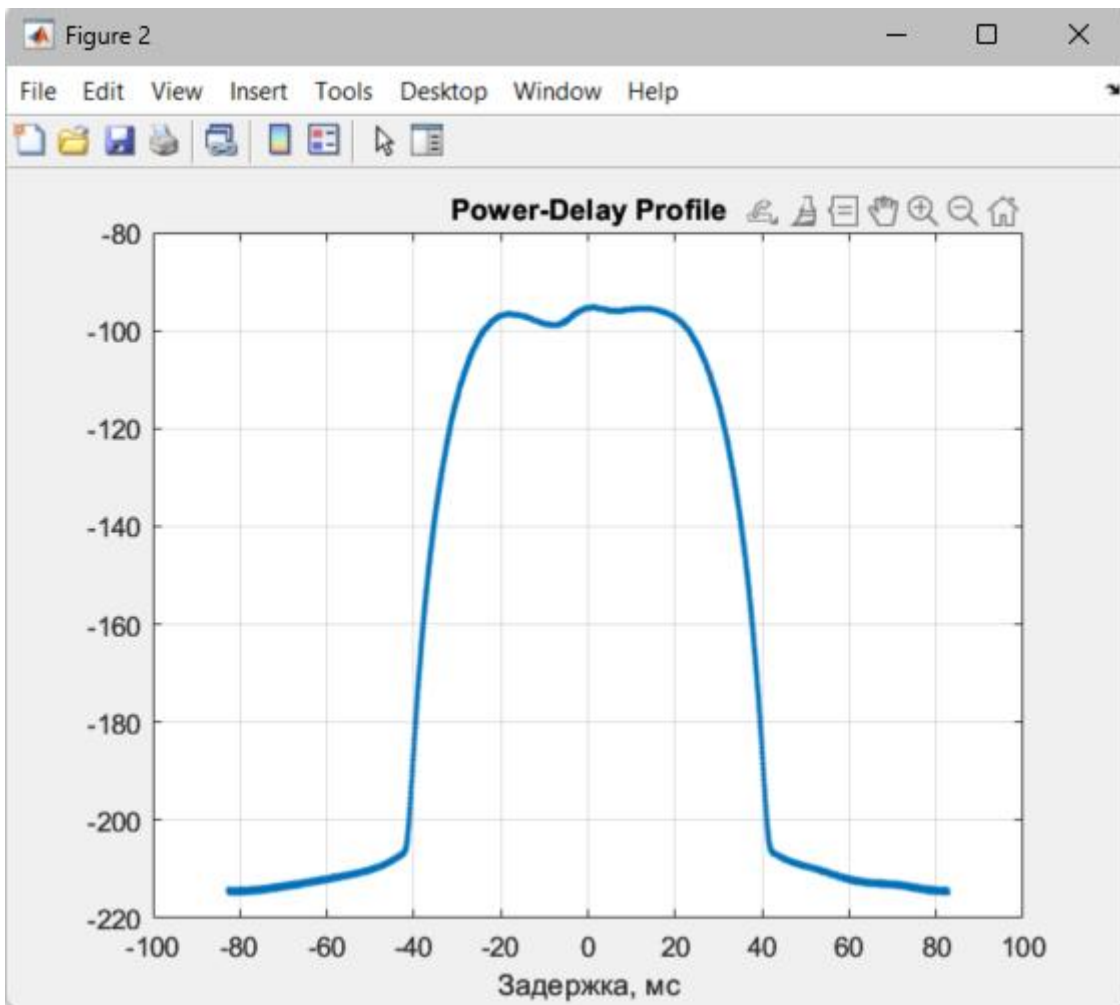 Figure 2
File Edit View Insert Tools Desktop Window Help
Power-Delay Profile
-80
-100
-120
-140
-160
-180
-200
-220
-100 -80 -60 -40 -20 0 20 40 60 80 100
Задержка, мс